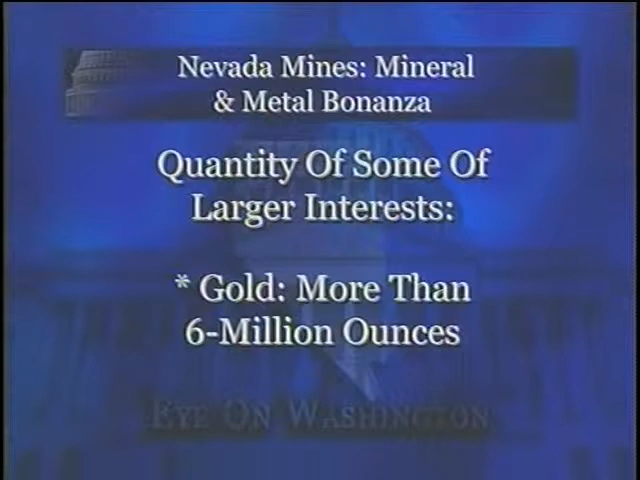 Nevada Mines: Mineral
& Metal Bonanza
Quantity Of Some Of
Larger Interests:
* Gold: More Than
6-Million Ounces
EYE ON WASHINGTON